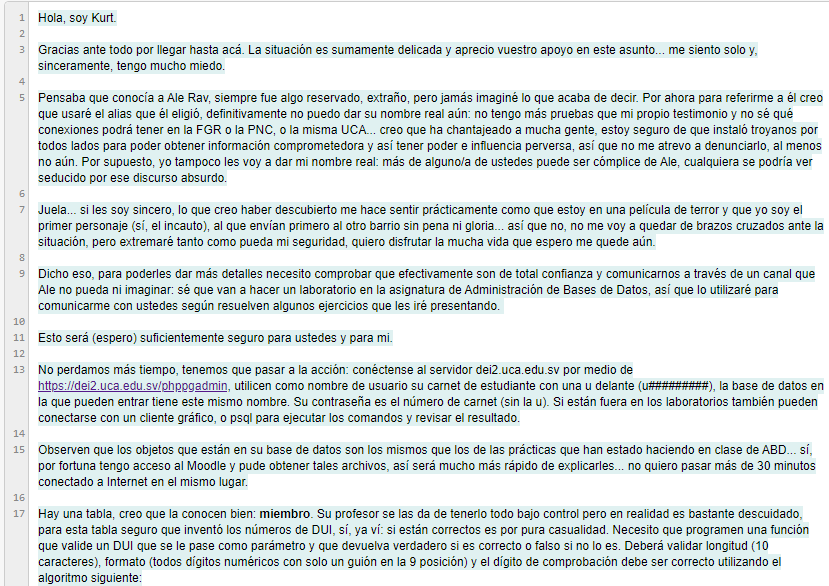 1 Hola, soy Kurt.
2
3 Gracias ante todo por llegar hasta acá. La situación es sumamente delicada y aprecio vuestro apoyo en este asunto... me siento solo y,
sinceramente, tengo mucho miedo.
4
5 Pensaba que conocía a Ale Rav, siempre fue algo reservado, extraño, pero jamás imaginé lo que acaba de decir. Por ahora para referirme a él creo
que usaré el alias que él eligió, definitivamente no puedo dar su nombre real aún: no tengo más pruebas que mi propio testimonio y no sé qué
conexiones podrá tener en la FGR o la PNC, o la misma UCA... creo que ha chantajeado a mucha gente, estoy seguro de que instaló troyanos por
todos lados para poder obtener información comprometedora y así tener poder e influencia perversa, así que no me atrevo a denunciarlo, al menos
no aún. Por supuesto, yo tampoco les voy a dar mi nombre real: más de alguno/a de ustedes puede ser cómplice de Ale, cualquiera se podría ver
seducido por ese discurso absurdo.
6
7 Juela... si les soy sincero, lo que creo haber descubierto me hace sentir prácticamente como que estoy en una película de terror y que yo soy el
primer personaje (sí, el incauto), al que envían primero al otro barrio sin pena ni gloria... así que no, no me voy a quedar de brazos cruzados ante la
situación, pero extremaré tanto como pueda mi seguridad, quiero disfrutar la mucha vida que espero me quede aún.
8
9 Dicho eso, para poderles dar más detalles necesito comprobar que efectivamente son de total confianza y comunicarnos a través de un canal que
Ale no pueda ni imaginar: sé que van a hacer un laboratorio en la asignatura de Administración de Bases de Datos, así que lo utilizaré para
comunicarme con ustedes según resuelven algunos ejercicios que les iré presentando.
10
11 Esto será (espero) suficientemente seguro para ustedes y para mi.
12
13 No perdamos más tiempo, tenemos que pasar a la acción: conéctense al servidor dei2.uca.edu.sv por medio de
https://dei2.uca.edu.sv/phppgadmin, utilicen como nombre de usuario su carnet de estudiante con una u delante (u#########), la base de datos en
la que pueden entrar tiene este mismo nombre. Su contraseña es el número de carnet (sin la u). Si están fuera en los laboratorios también pueden
conectarse con un cliente gráfico, o psql para ejecutar los comandos y revisar el resultado.
14
15 Observen que los objetos que están en su base de datos son los mismos que los de las prácticas que han estado haciendo en clase de ABD... sí,
por fortuna tengo acceso al Moodle y pude obtener tales archivos, así será mucho más rápido de explicarles... no quiero pasar más de 30 minutos
conectado a Internet en el mismo lugar.
16
17 Hay una tabla, creo que la conocen bien: miembro. Su profesor se las da de tenerlo todo bajo control pero en realidad es bastante descuidado,
para esta tabla seguro que inventó los números de DUI, sí, ya ví: si están correctos es por pura casualidad. Necesito que programen una función
que valide un DUI que se le pase como parámetro y que devuelva verdadero si es correcto o falso si no lo es. Deberá validar longitud (10
caracteres), formato (todos dígitos numéricos con solo un guión en la 9 posición) y el dígito de comprobación debe ser correcto utilizando el
algoritmo siguiente: